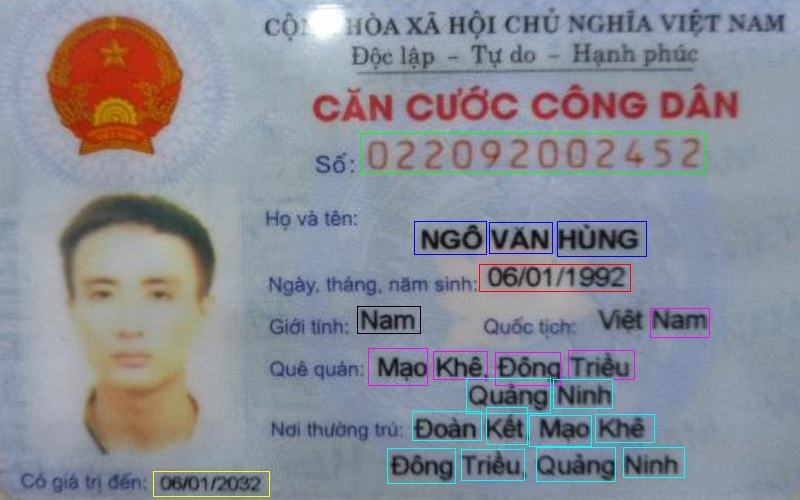 CỘNG HÒA XÃ HỘI CHỦ NGHĨA VIỆT NAM
Độc lập - Tự do - Hạnh phúc
CĂN CƯỚC CÔNG DÂN
Số: 022092002452
Họ và tên:
NGÔ VĂN HÙNG
Ngày, tháng, năm sinh: 06/01/1992
Giới tính: Nam Quốc tịch: Việt Nam
Quê quán: Mạo Khê, Đông Triều
Quảng Ninh
Nơi thường trú: Đoàn Kết, Mạo Khê
Đông Triều, Quảng Ninh
Có giá trị đến: 06/01/2032